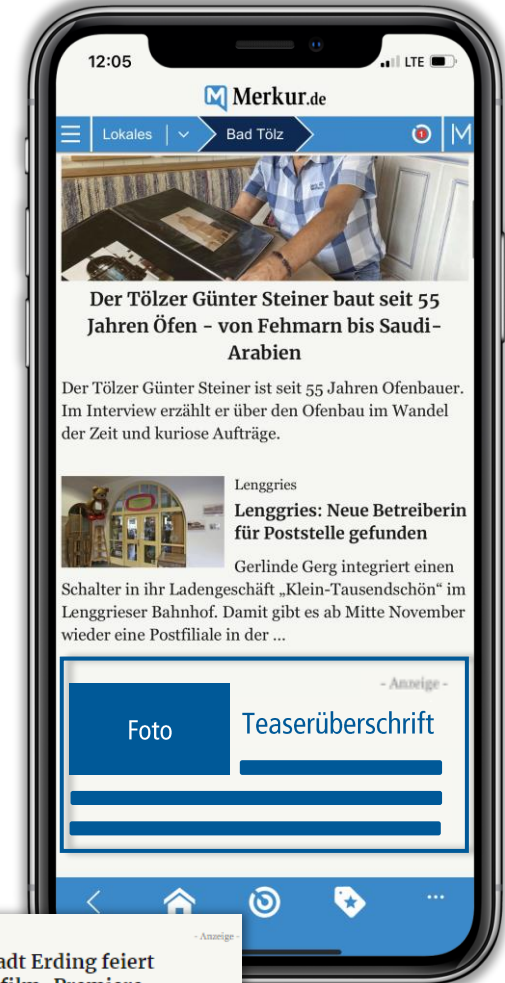 12:05
LTE
Merkur.de
Lokales
Bad Tölz
1
Der Tölzer Günter Steiner baut seit 55
Jahren Öfen – von Fehmarn bis Saudi-
Arabien
Der Tölzer Günter Steiner ist seit 55 Jahren Ofenbauer.
Im Interview erzählt er über den Ofenbau im Wandel
der Zeit und kuriose Aufträge.
Lenggries
Lenggries: Neue Betreiberin
für Poststelle gefunden
Gerlinde Gerg integriert einen
Schalter in ihr Ladengeschäft „Klein-Tausendschön“ im
Lenggrieser Bahnhof. Damit gibt es ab Mitte November
wieder eine Postfiliale in der ...
- Anzeige -
Foto
Teaserüberschrift
- Anzeige -
adt Erding feiert